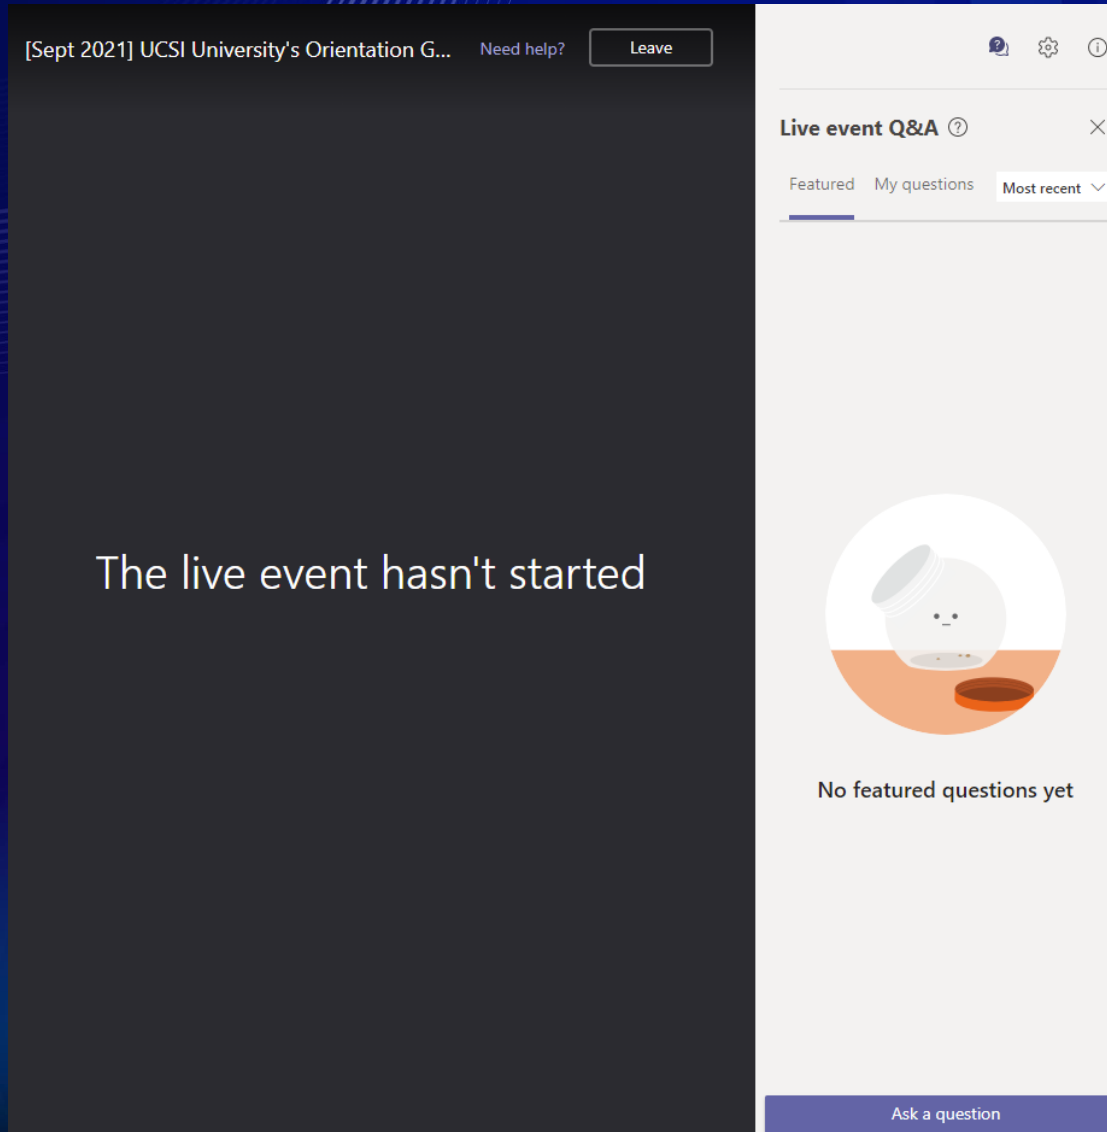 [Sept 2021] UCSI University's Orientation G... Need help? Leave
The live event hasn't started
Live event Q&A
Featured My questions Most recent
No featured questions yet
Ask a question